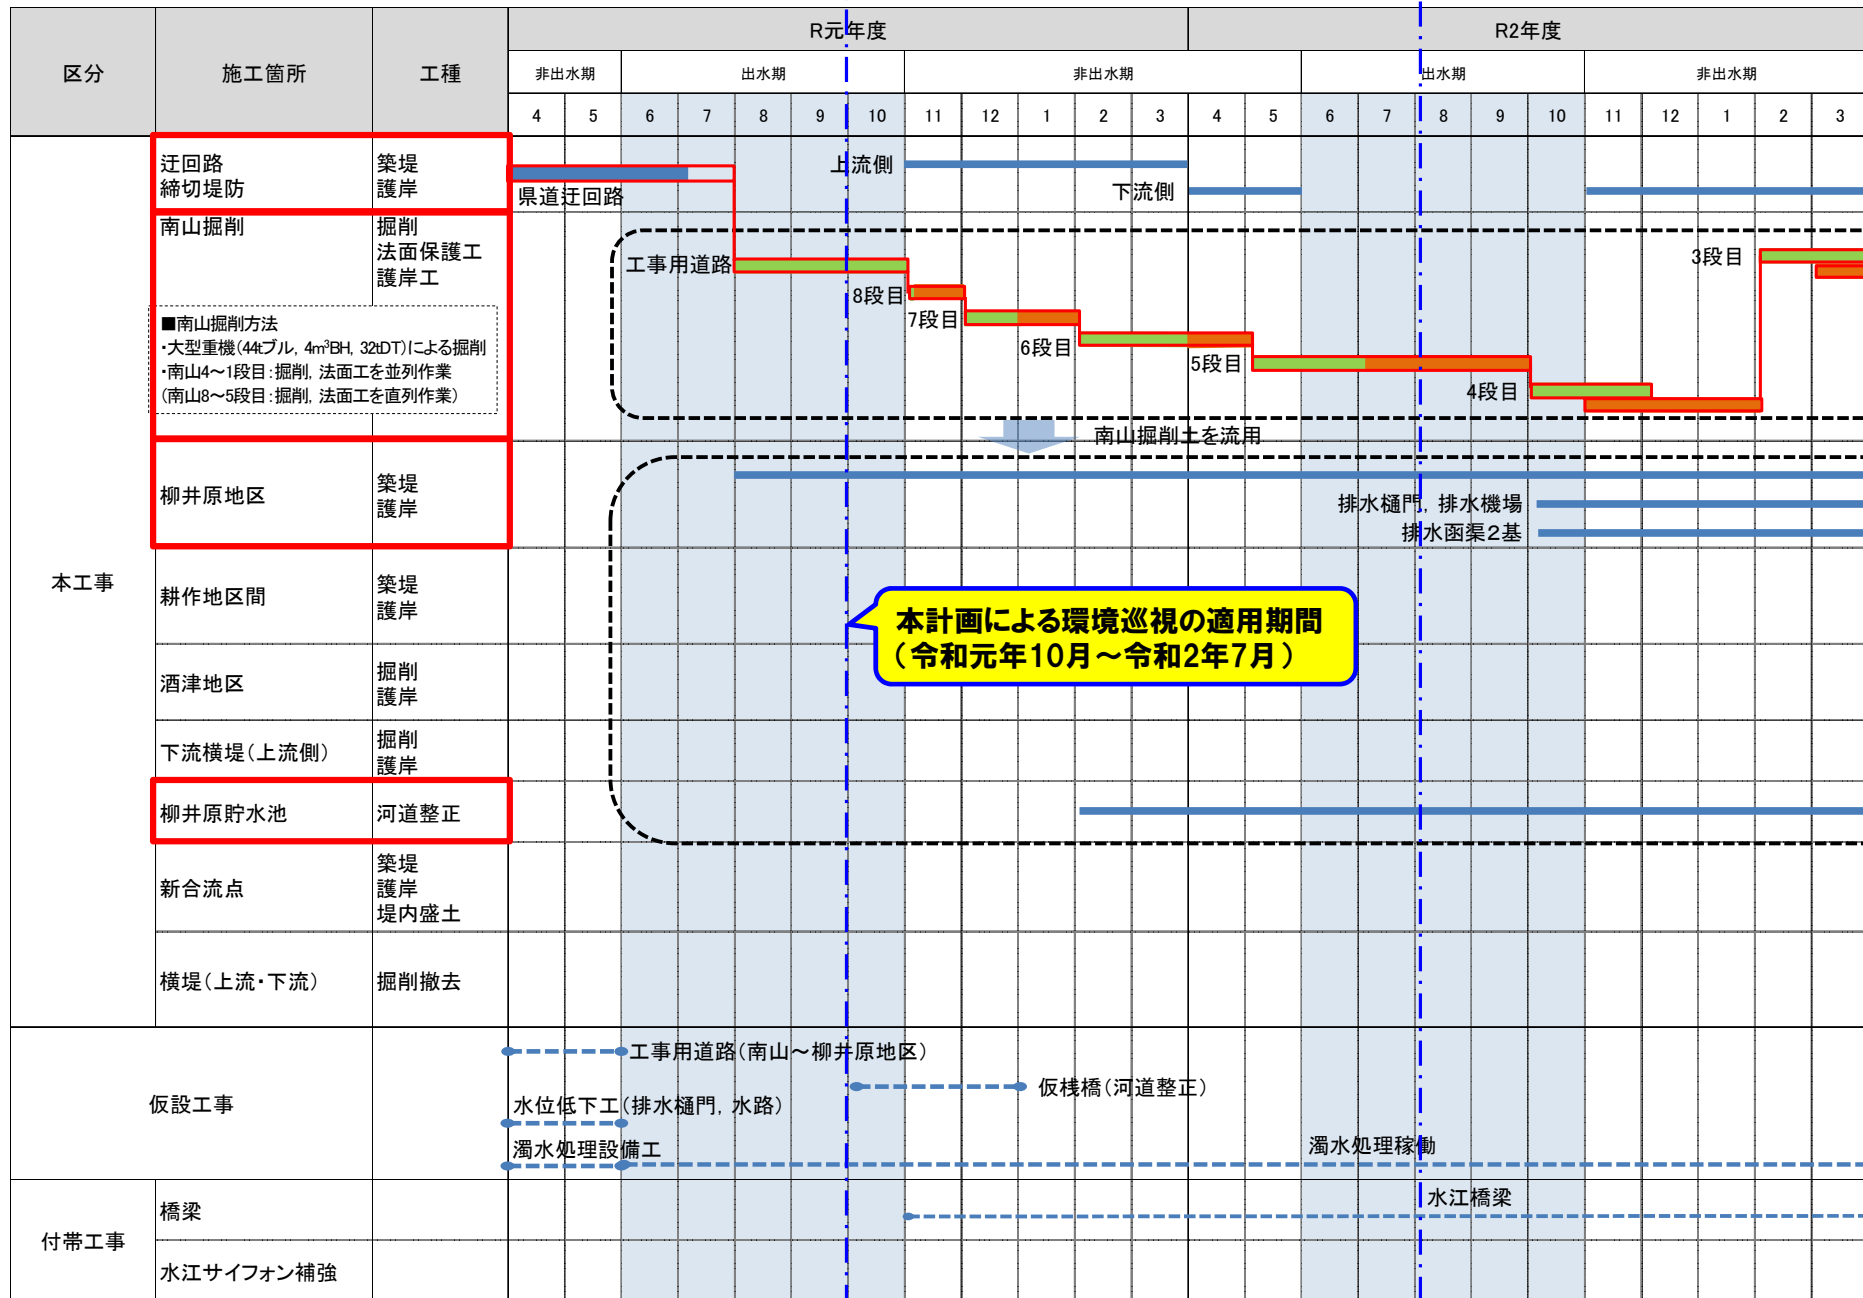 区分
施工箇所
工種
R元年度
R2年度
非出水期
出水期
非出水期
出水期
非出水期
4 5 6 7 8 9 10 11 12 1 2 3 4 5 6 7 8 9 10 11 12 1 2 3
本工事
迂回路
締切堤防
築堤
護岸
県道迂回路
上流側
下流側
南山掘削
掘削
法面保護工
護岸工
■南山掘削方法
・大型重機(44tブル, 4m³BH, 32tDT)による掘削
・南山4～1段目:掘削, 法面工を並列作業
(南山8～5段目:掘削, 法面工を直列作業)
工事用道路
8段目
7段目
6段目
5段目
4段目
3段目
南山掘削土を流用
柳井原地区
築堤
護岸
排水樋門, 排水機場
排水函渠2基
耕作地区間
築堤
護岸
本計画による環境巡視の適用期間
(令和元年10月～令和2年7月)
酒津地区
掘削
護岸
下流横堤(上流側)
掘削
護岸
柳井原貯水池
河道整正
新合流点
築堤
護岸
堤内盛土
横堤(上流・下流)
掘削撤去
仮設工事
工事用道路(南山～柳井原地区)
仮桟橋(河道整正)
水位低下工(排水樋門, 水路)
濁水処理設備工
濁水処理稼働
付帯工事
橋梁
水江橋梁
水江サイフォン補強